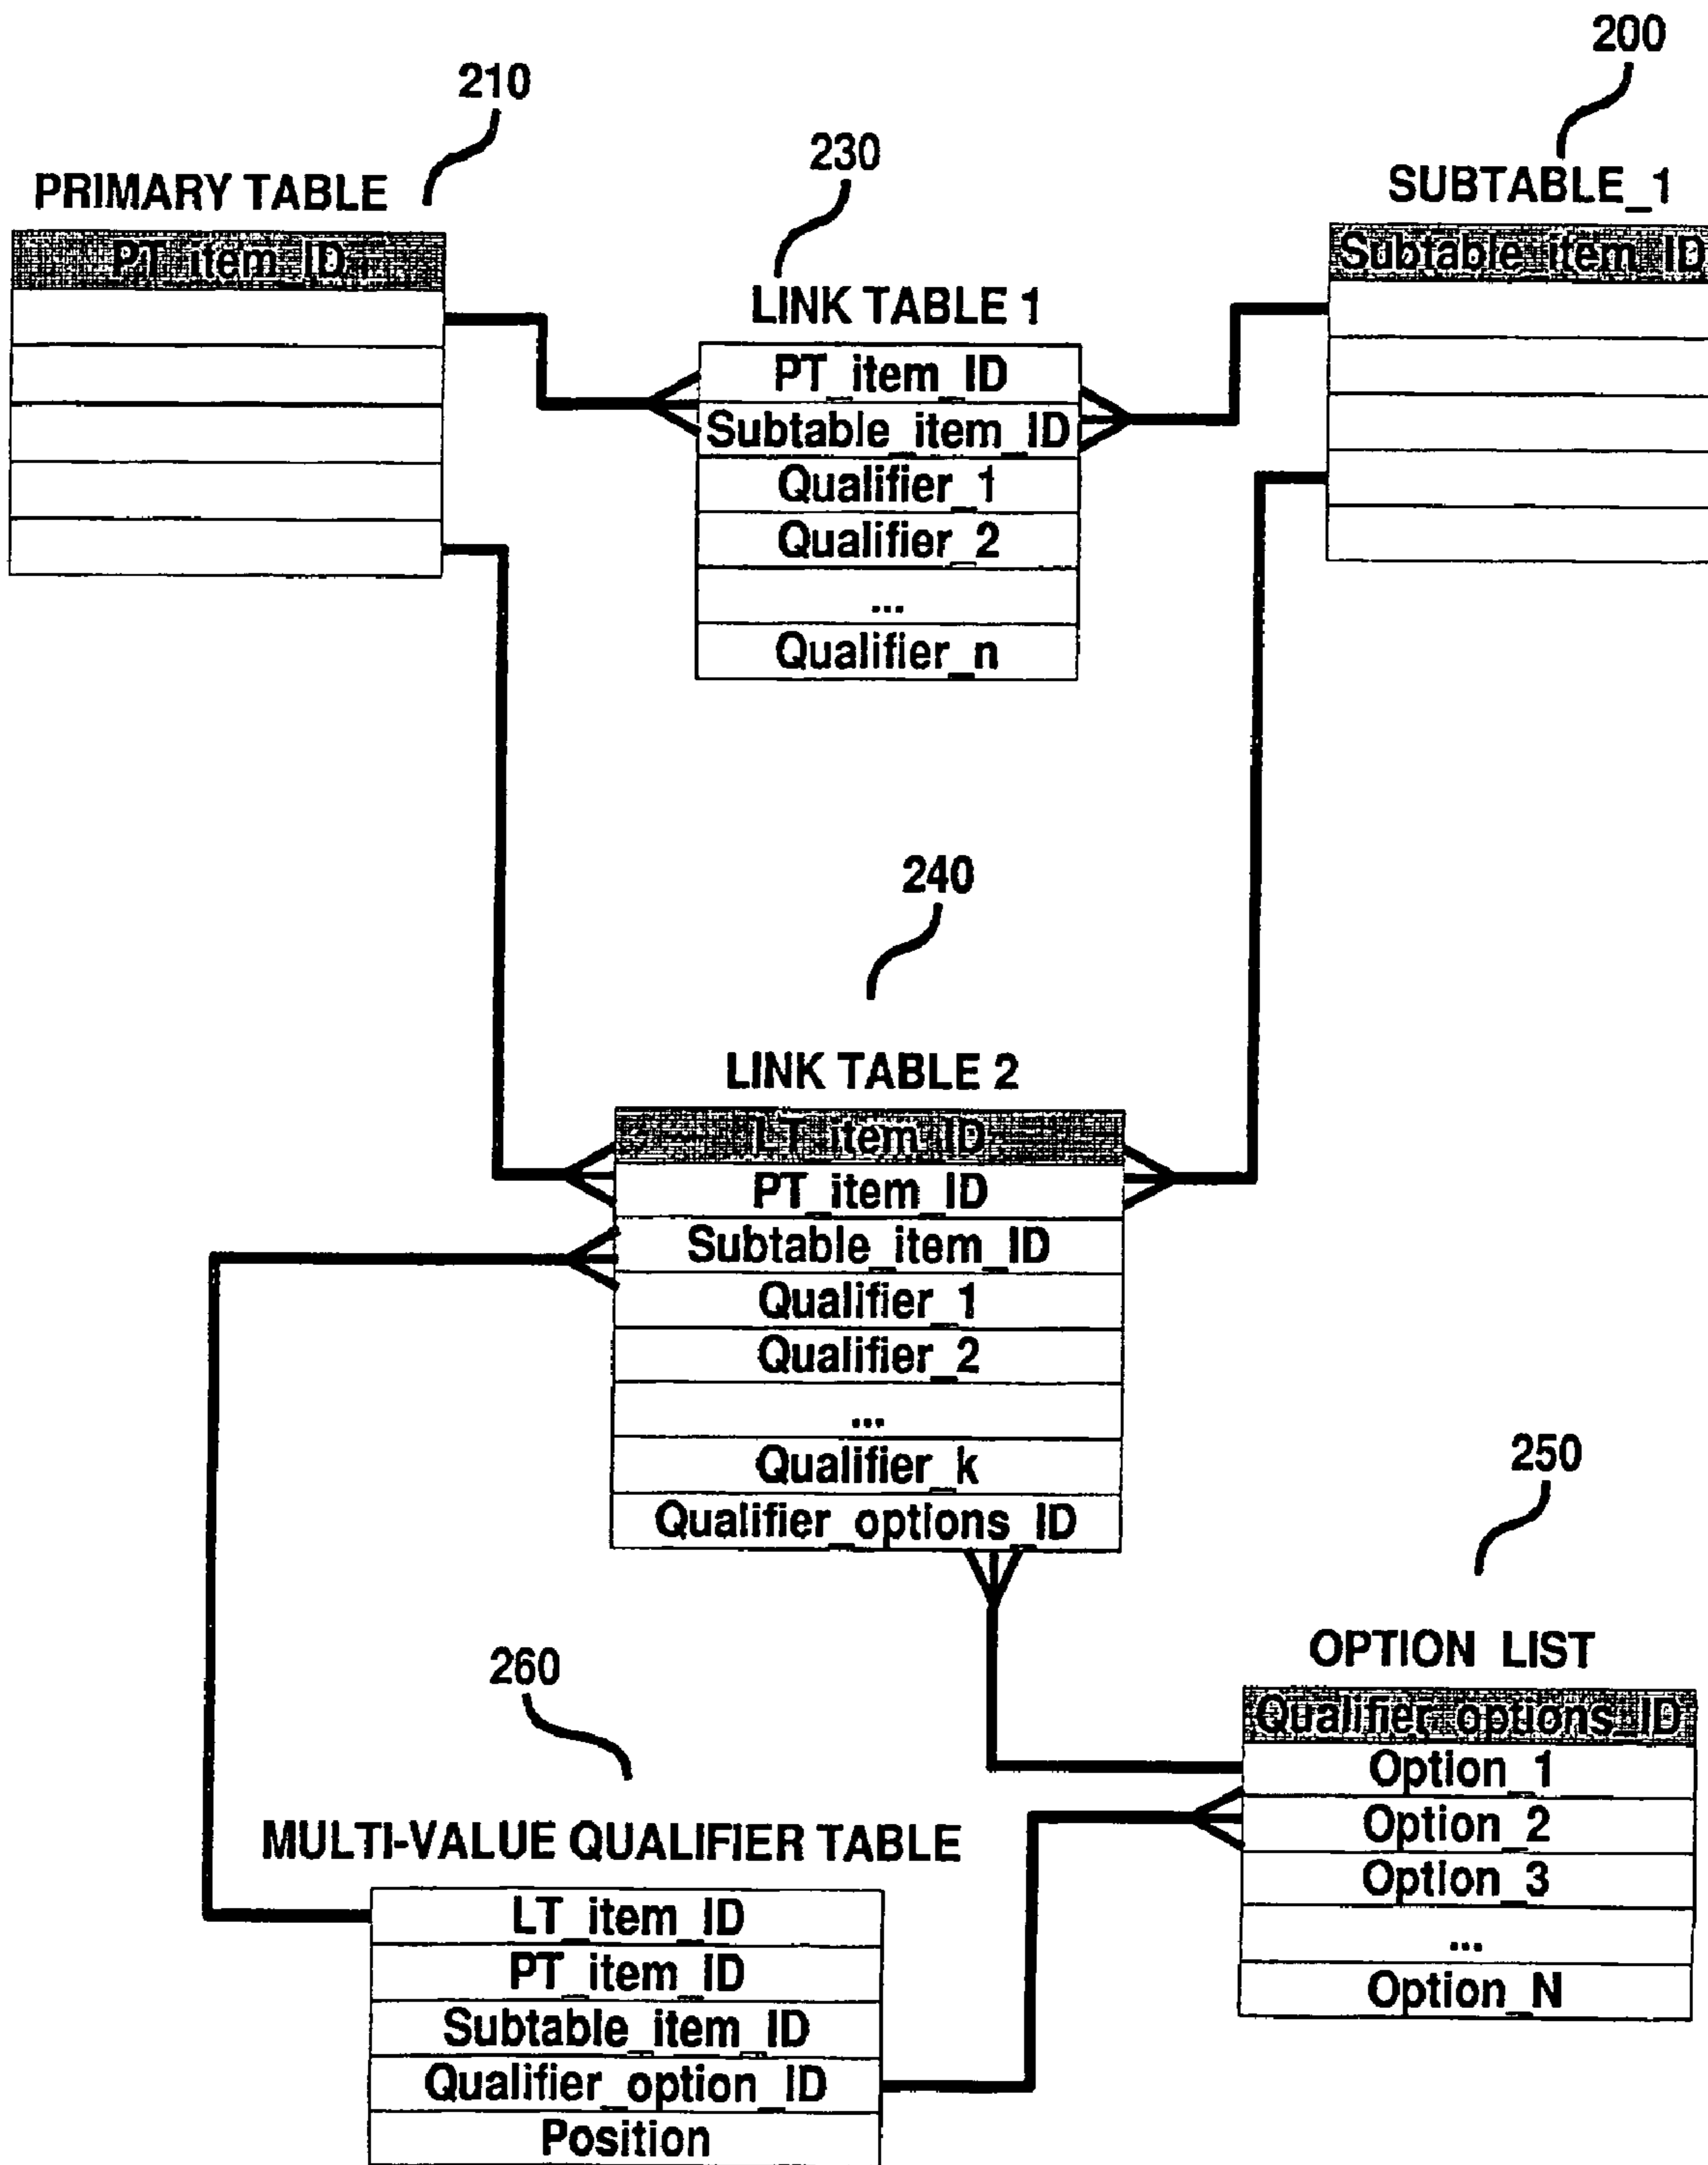 200
210
230
PRIMARY TABLE
SUBTABLE_1
PT_item_ID
Subtable_item_ID
LINK TABLE 1
PT_item_ID
Subtable_item_ID
Qualifier_1
Qualifier_2
...
Qualifier_n
240
LINK TABLE 2
LT_item_ID
PT_item_ID
Subtable_item_ID
Qualifier_1
Qualifier_2
...
Qualifier_k
Qualifier_options_ID
250
OPTION LIST
Qualifier_options_ID
Option_1
Option_2
Option_3
...
Option_N
260
MULTI-VALUE QUALIFIER TABLE
LT_item_ID
PT_item_ID
Subtable_item_ID
Qualifier_option_ID
Position